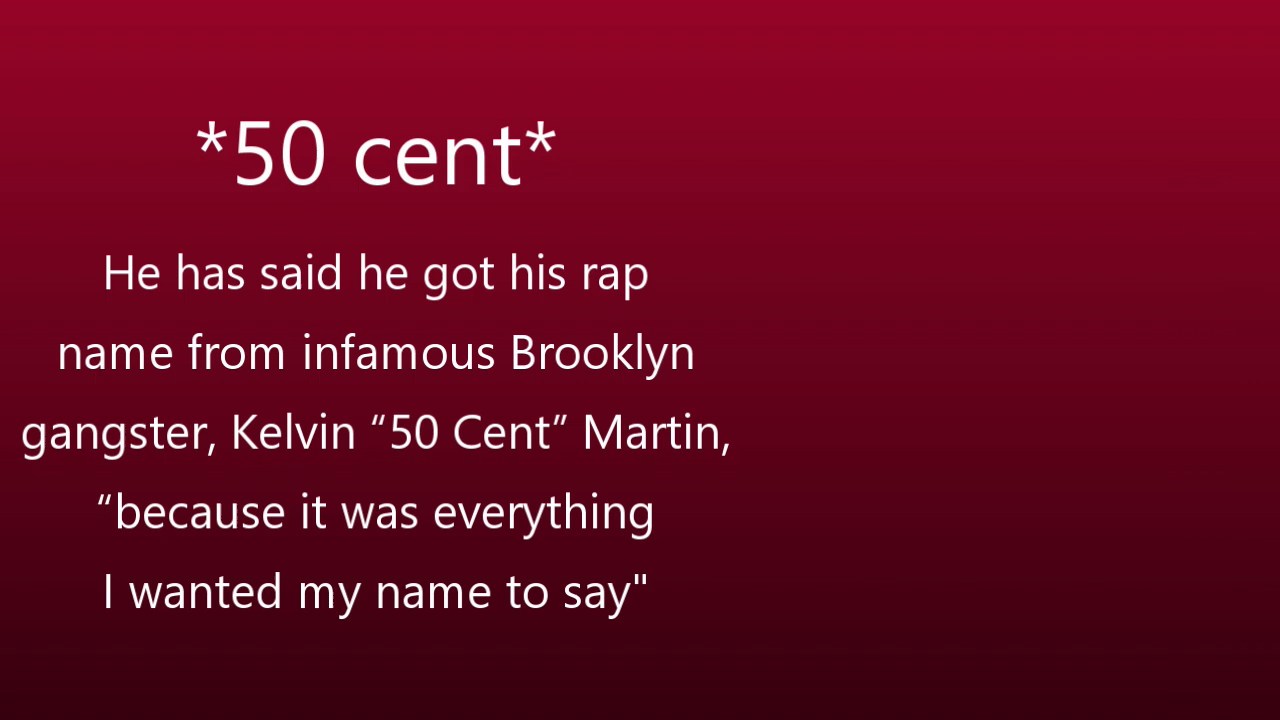 *50 cent*
He has said he got his rap
name from infamous Brooklyn
gangster, Kelvin “50 Cent” Martin,
“because it was everything
I wanted my name to say"